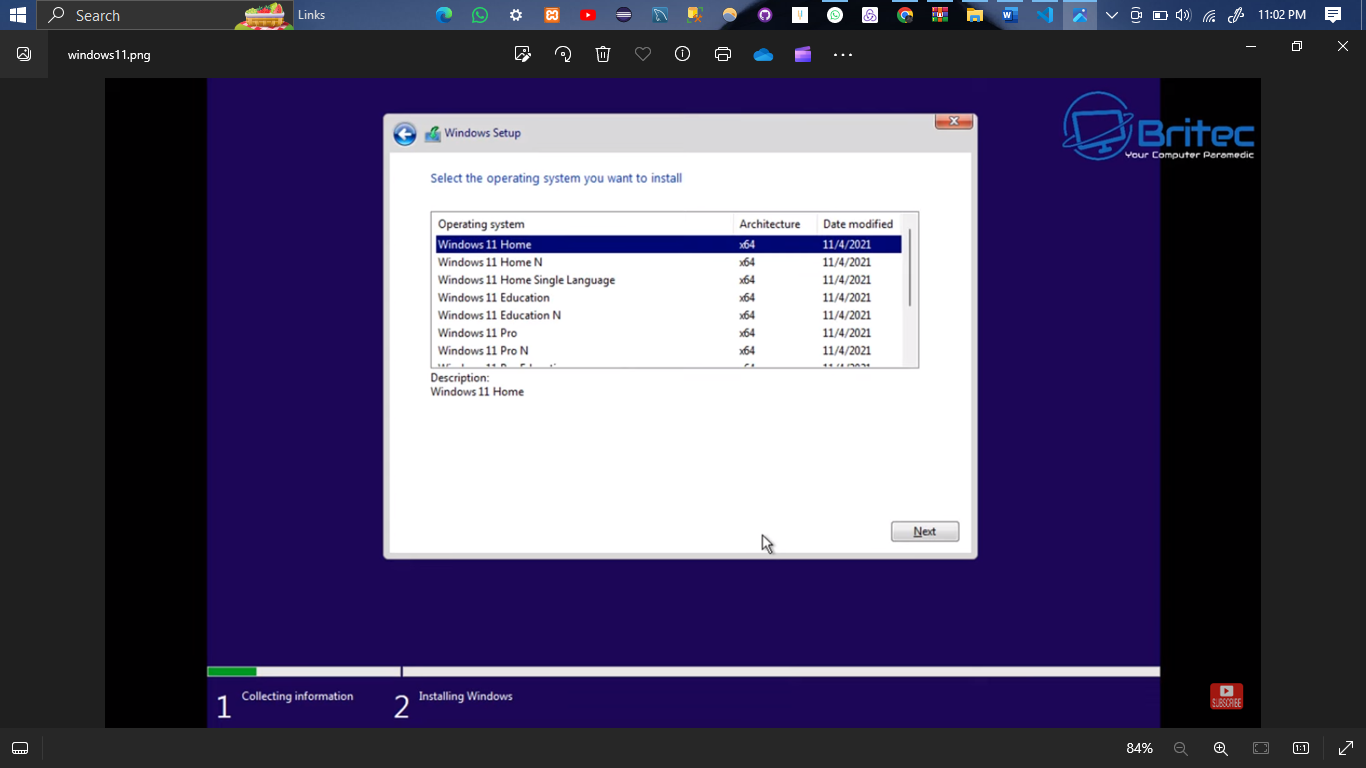 Search
Links
11:02 PM
windows11.png
Britec
Your Computer Paramedic
Windows Setup
Select the operating system you want to install
Operating system Architecture Date modified
Windows 11 Home x64 11/4/2021
Windows 11 Home N x64 11/4/2021
Windows 11 Home Single Language x64 11/4/2021
Windows 11 Education x64 11/4/2021
Windows 11 Education N x64 11/4/2021
Windows 11 Pro x64 11/4/2021
Windows 11 Pro N x64 11/4/2021
Description:
Windows 11 Home
Next
1 Collecting information
2 Installing Windows
SUBSCRIBE
84%
1:1